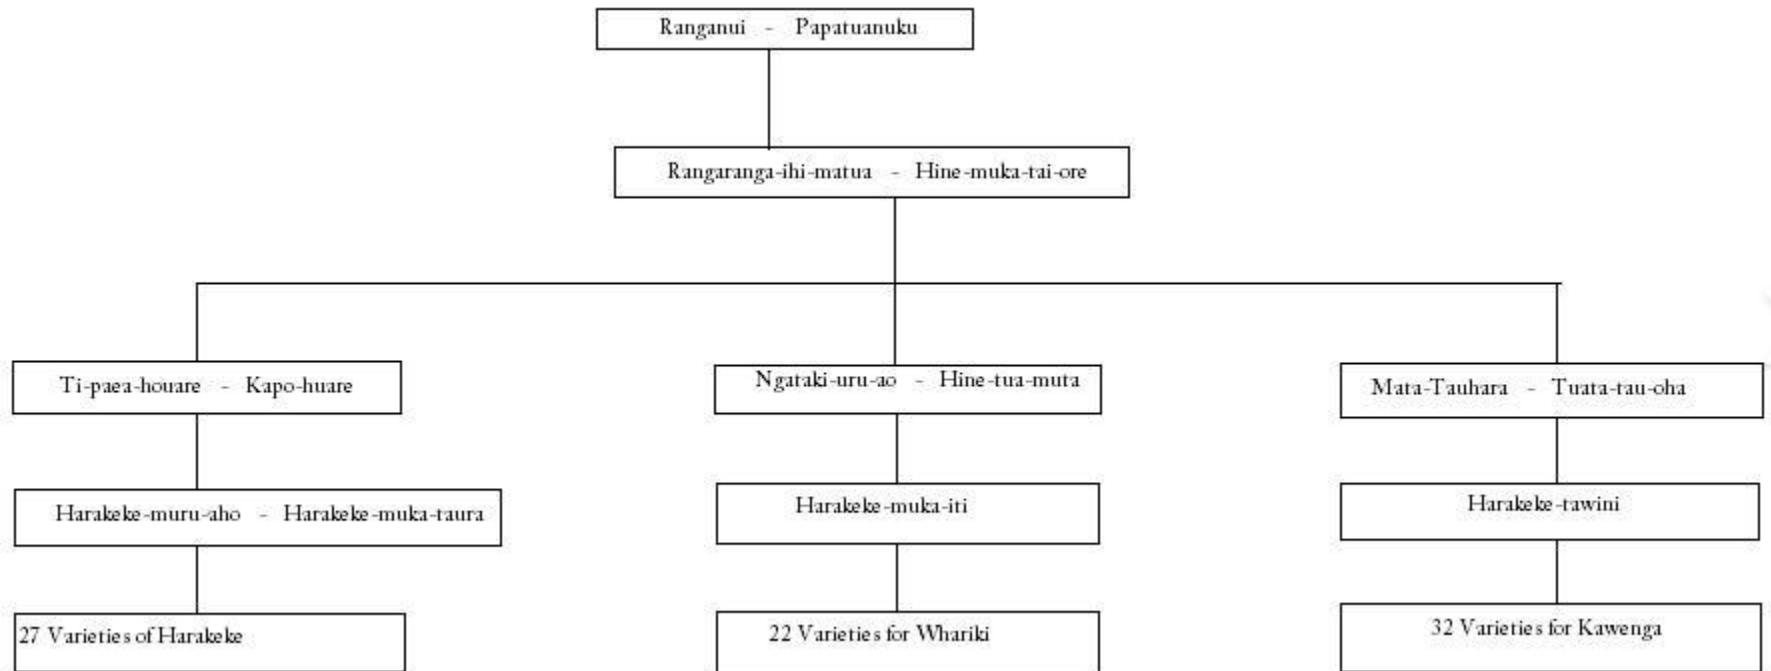 Ranganui - Papatuanuku
Rangaranga-ihi-matua - Hine-muka-tai-ore
Ti-paea-houare - Kapo-huare
Ngataki-uru-ao - Hine-tua-muta
Mata-Tauhara - Tuata-tau-oha
Harakeke-muru-aho - Harakeke-muka-taura
Harakeke-muka-iti
Harakeke-tawini
27 Varieties of Harakeke
22 Varieties for Whariki
32 Varieties for Kawenga